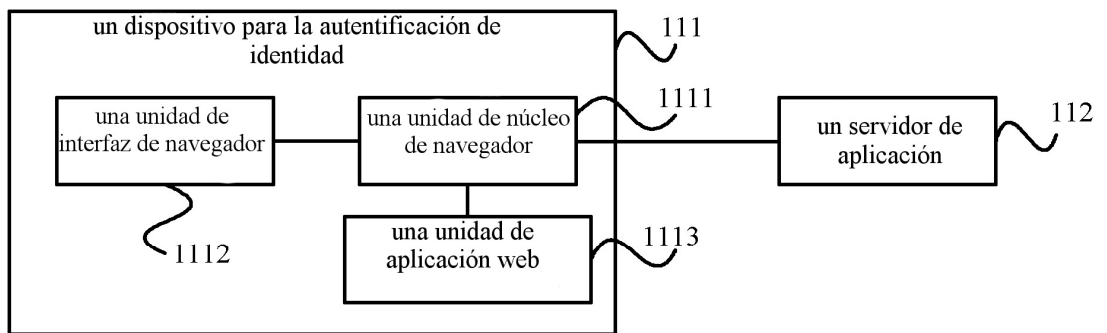 un dispositivo para la autentificación de
identidad
111
una unidad de
interfaz de navegador
una unidad de núcleo
de navegador
1111
un servidor de
aplicación
112
1112
una unidad de
aplicación web
1113